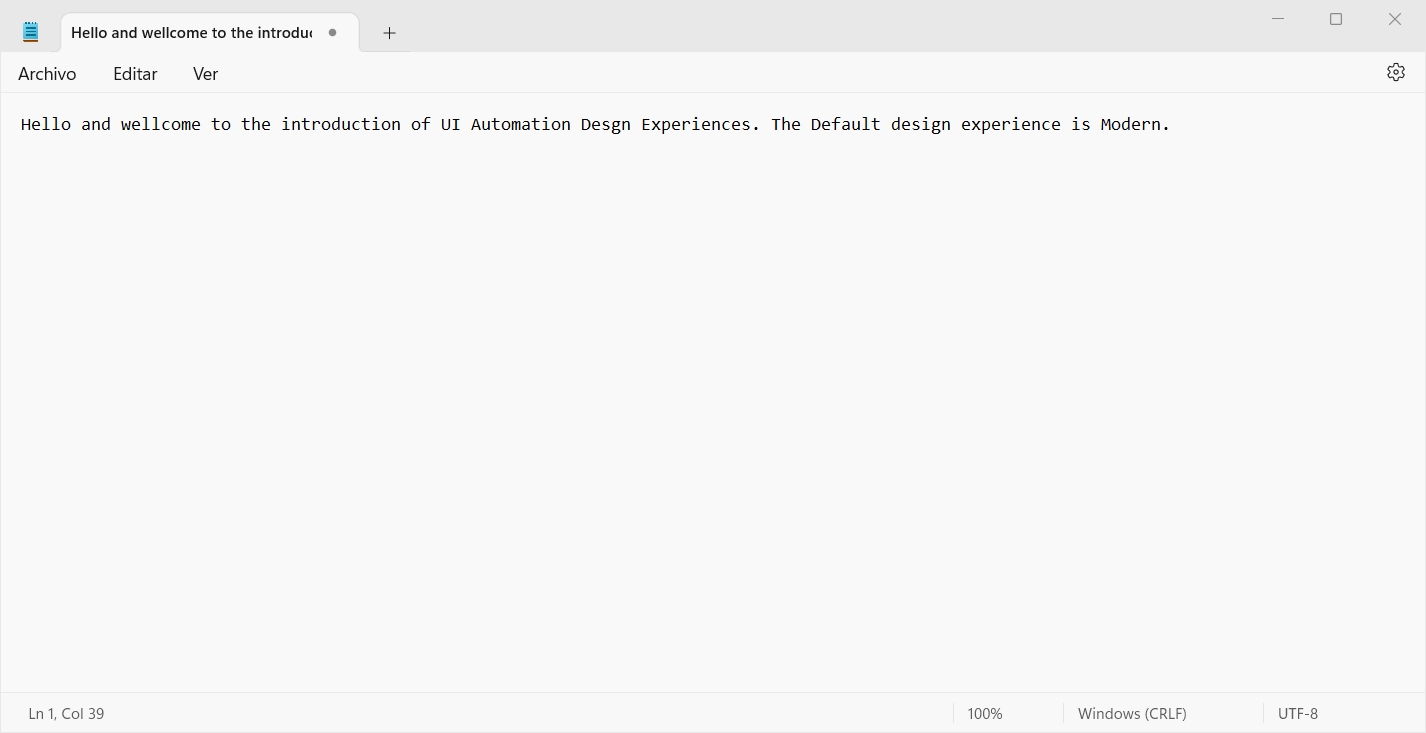 Hello and wellcome to the introduc
Archivo Editar Ver
Hello and wellcome to the introduction of UI Automation Desgn Experiences. The Default design experience is Modern.
Ln 1, Col 39 100% Windows (CRLF) UTF-8